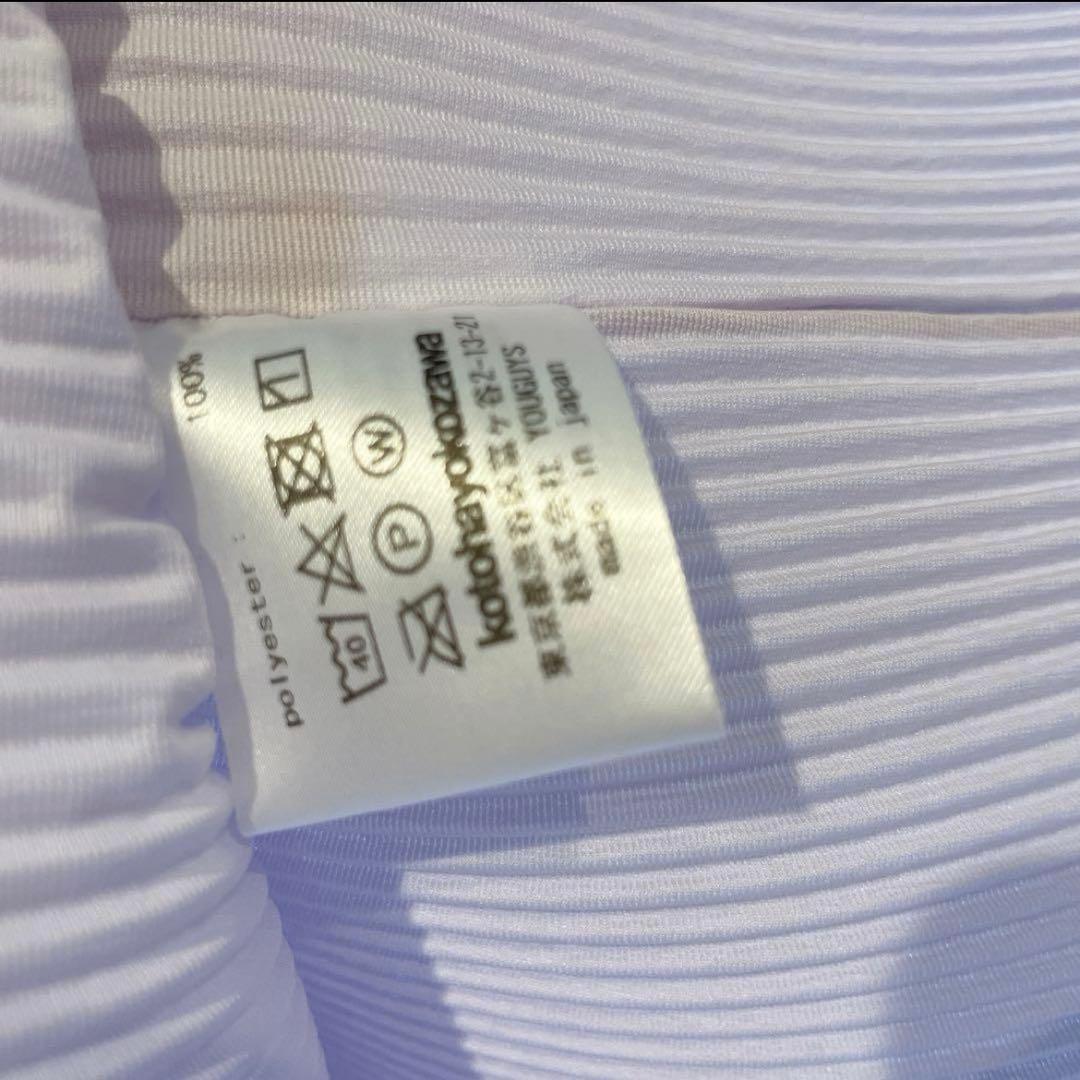 polyester : 100%
40
P W
kotohayokozawa
東京都渋谷区富ヶ谷2-13-21
株式会社 YOUGUYS
made in japan